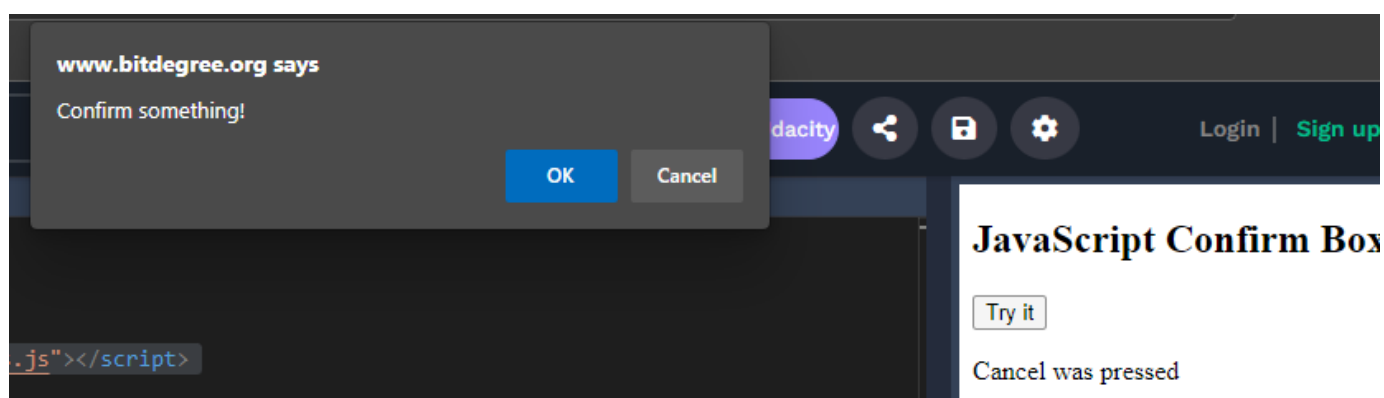 www.bitdegree.org says
Confirm something!
OK Cancel
dacity
Login | Sign up
JavaScript Confirm Box
Try it
.js"></script>
Cancel was pressed